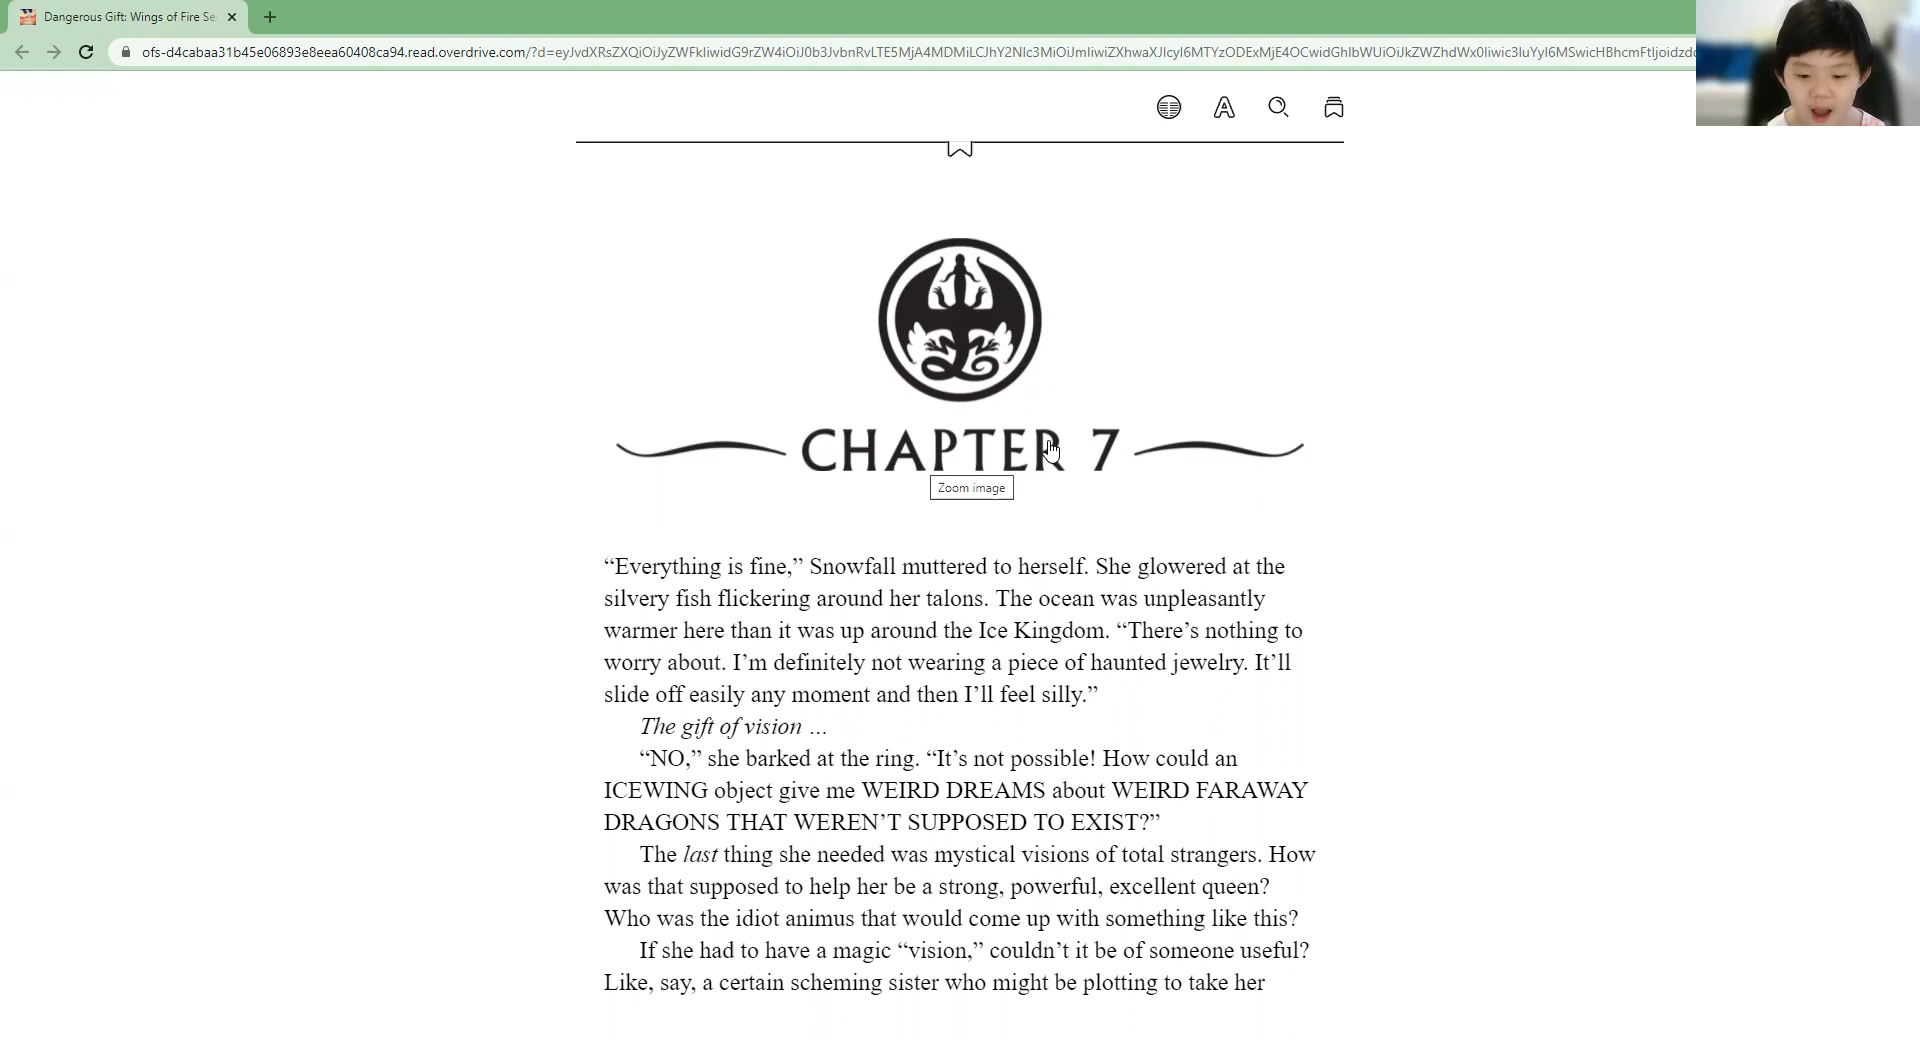 Dangerous Gift: Wings of Fire Se
ofs-d4cabaa31b45e06893e8eea60408ca94.read.overdrive.com/?d=
CHAPTER 7
Zoom image
“Everything is fine,” Snowfall muttered to herself. She glowered at the
silvery fish flickering around her talons. The ocean was unpleasantly
warmer here than it was up around the Ice Kingdom. “There’s nothing to
worry about. I’m definitely not wearing a piece of haunted jewelry. It’ll
slide off easily any moment and then I’ll feel silly.”
The gift of vision …
“NO,” she barked at the ring. “It’s not possible! How could an
ICEWING object give me WEIRD DREAMS about WEIRD FARAWAY
DRAGONS THAT WEREN’T SUPPOSED TO EXIST?”
The last thing she needed was mystical visions of total strangers. How
was that supposed to help her be a strong, powerful, excellent queen?
Who was the idiot animus that would come up with something like this?
If she had to have a magic “vision,” couldn’t it be of someone useful?
Like, say, a certain scheming sister who might be plotting to take her